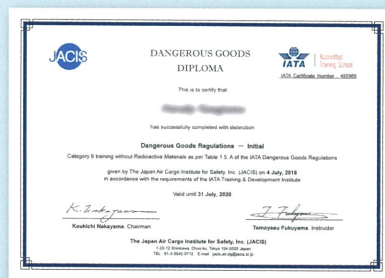 JACIS
DANGEROUS GOODS
DIPLOMA
IATA
Accredited
Training School
IATA Certificate Number : 493986
This is to certify that
has successfully completed with distinction
Dangerous Goods Regulations — Initial
Category 6 training without Radioactive Materials as per Table 1.5 A of the IATA Dangerous Goods Regulations
given by The Japan Air Cargo Institute for Safety, Inc. (JACIS) on 4 July, 2018
in accordance with the requirements of the IATA Training & Development Institute
Valid until 31 July, 2020
Koukichi Nakayama, Chairman
Tomoyasu Fukuyama, Instructor
The Japan Air Cargo Institute for Safety, Inc. (JACIS)